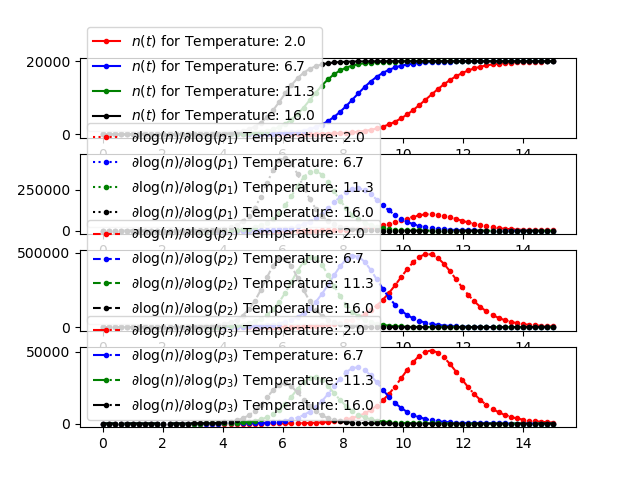 n(t) for Temperature: 2.0
n(t) for Temperature: 6.7
n(t) for Temperature: 11.3
n(t) for Temperature: 16.0
20000
0
∂log(n)/∂log(p₁) Temperature: 2.0
∂log(n)/∂log(p₁) Temperature: 6.7
∂log(n)/∂log(p₁) Temperature: 11.3
∂log(n)/∂log(p₁) Temperature: 16.0
250000
0
∂log(n)/∂log(p₂) Temperature: 2.0
∂log(n)/∂log(p₂) Temperature: 6.7
∂log(n)/∂log(p₂) Temperature: 11.3
∂log(n)/∂log(p₂) Temperature: 16.0
500000
0
∂log(n)/∂log(p₃) Temperature: 2.0
∂log(n)/∂log(p₃) Temperature: 6.7
∂log(n)/∂log(p₃) Temperature: 11.3
∂log(n)/∂log(p₃) Temperature: 16.0
50000
0
0 2 4 6 8 10 12 14